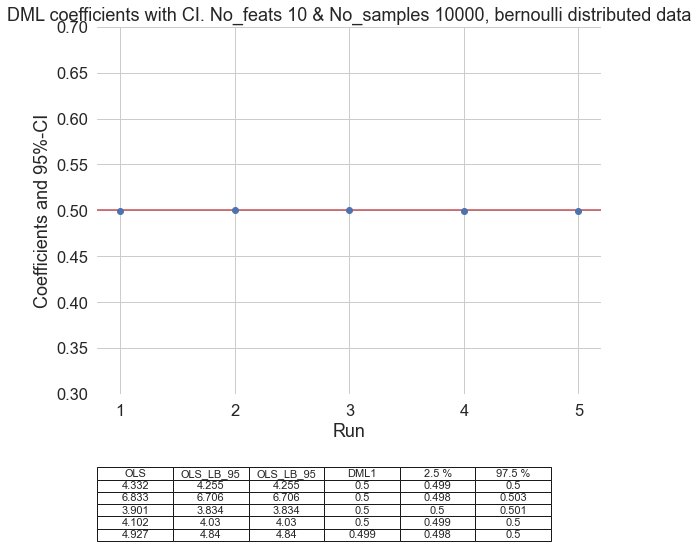 DML coefficients with CI. No_feats 10 & No_samples 10000, bernoulli distributed data
0.70
0.65
0.60
0.55
0.50
0.45
0.40
0.35
0.30
Coefficients and 95%-CI
1 2 3 4 5
Run
OLS OLS_LB_95 OLS_LB_95 DML1 2.5 % 97.5 %
4.332 4.255 4.255 0.5 0.499 0.5
6.833 6.706 6.706 0.5 0.498 0.503
3.901 3.834 3.834 0.5 0.5 0.501
4.102 4.03 4.03 0.5 0.499 0.5
4.927 4.84 4.84 0.499 0.498 0.5